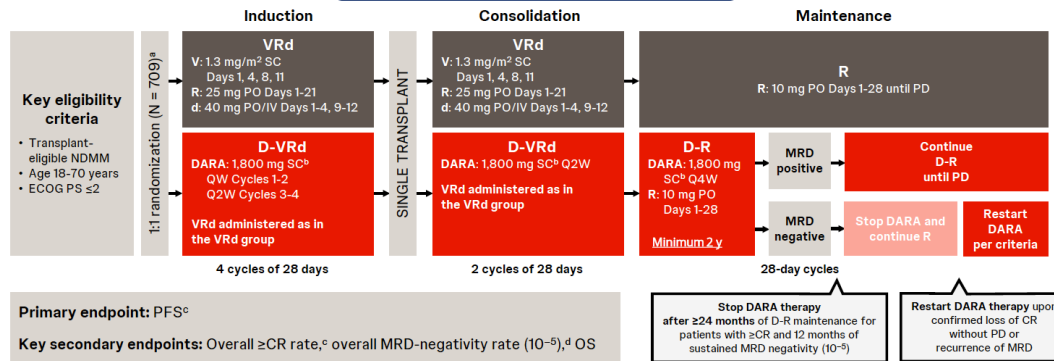 Induction
Consolidation
Maintenance
Key eligibility
criteria
• Transplant-
eligible NDMM
• Age 18-70 years
• ECOG PS ≤2
1:1 randomization (N = 709)ᵃ
VRd
V: 1.3 mg/m² SC
Days 1, 4, 8, 11
R: 25 mg PO Days 1-21
d: 40 mg PO/IV Days 1-4, 9-12
D-VRd
DARA: 1,800 mg SCᵇ
QW Cycles 1-2
Q2W Cycles 3-4
VRd administered as in
the VRd group
4 cycles of 28 days
SINGLE TRANSPLANT
VRd
V: 1.3 mg/m² SC
Days 1, 4, 8, 11
R: 25 mg PO Days 1-21
d: 40 mg PO/IV Days 1-4, 9-12
D-VRd
DARA: 1,800 mg SCᵇ Q2W
VRd administered as in
the VRd group
2 cycles of 28 days
R
R: 10 mg PO Days 1-28 until PD
D-R
DARA: 1,800 mg
SCᵇ Q4W
R: 10 mg PO
Days 1-28
Minimum 2 y
MRD
positive
Continue
D-R
until PD
MRD
negative
Stop DARA and
continue R
Restart
DARA
per criteria
28-day cycles
Primary endpoint: PFSᶜ
Key secondary endpoints: Overall ≥CR rate,ᶜ overall MRD-negativity rate (10⁻⁵),ᵈ OS
Stop DARA therapy
after ≥24 months of D-R maintenance for
patients with ≥CR and 12 months of
sustained MRD negativity (10⁻⁵)
Restart DARA therapy upon
confirmed loss of CR
without PD or
recurrence of MRD